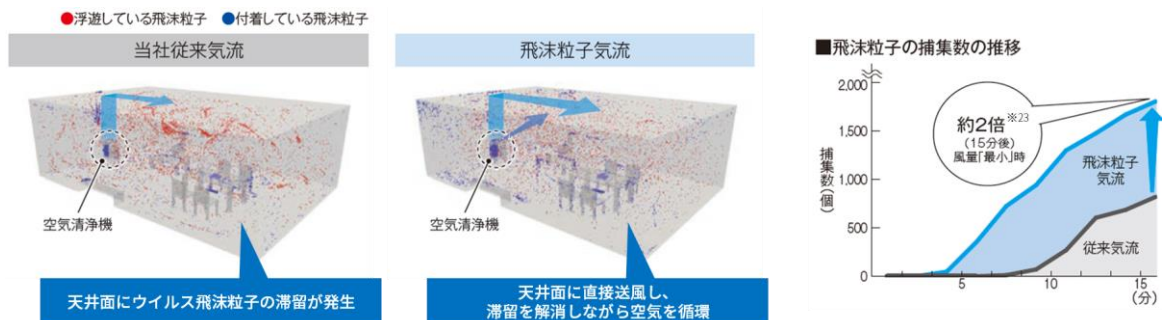 ●浮遊している飛沫粒子 ●付着している飛沫粒子
当社従来気流
空気清浄機
天井面にウイルス飛沫粒子の滞留が発生
飛沫粒子気流
空気清浄機
天井面に直接送風し、
滞留を解消しながら空気を循環
■飛沫粒子の捕集数の推移
捕集数(個)
2,000
1,500
1,000
500
0
5
10
15
(分)
約2倍※23
(15分後)
風量「最小」時
飛沫粒子
気流
従来気流